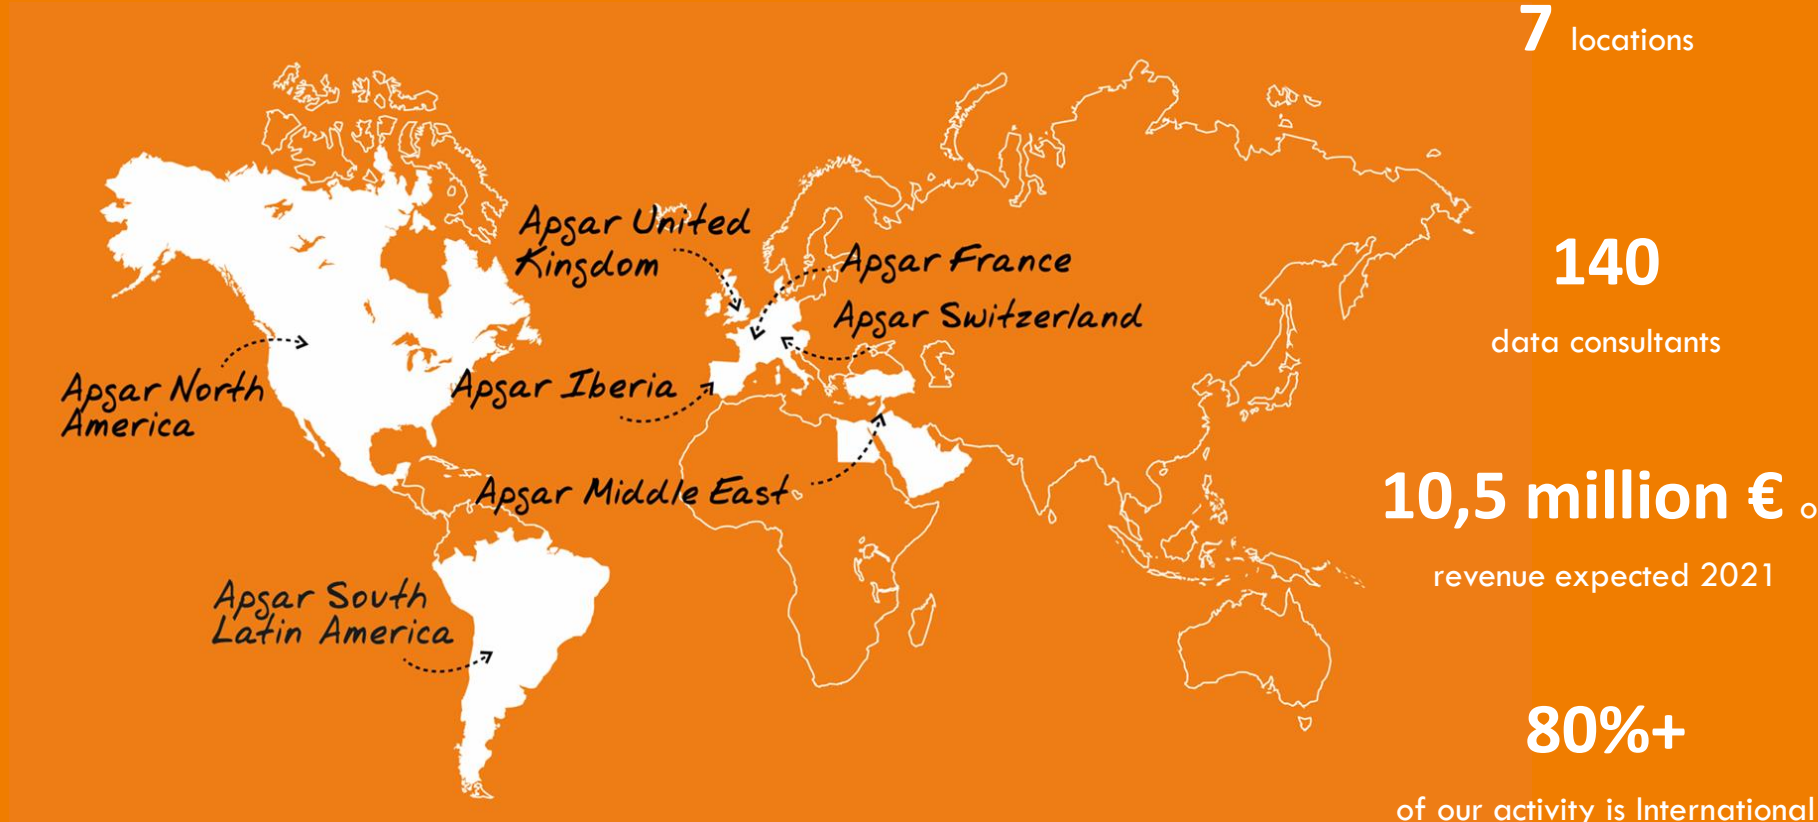 7 locations
Apsar United
Kingdom
Apsar France
140
Apsar Switzerland
data consultants
Apsar North
America
Apsar Iberia
Apsar Middle East
10,5 million € o
revenue expected 2021
Apsar South
Latin America
80%+
of our activity is International